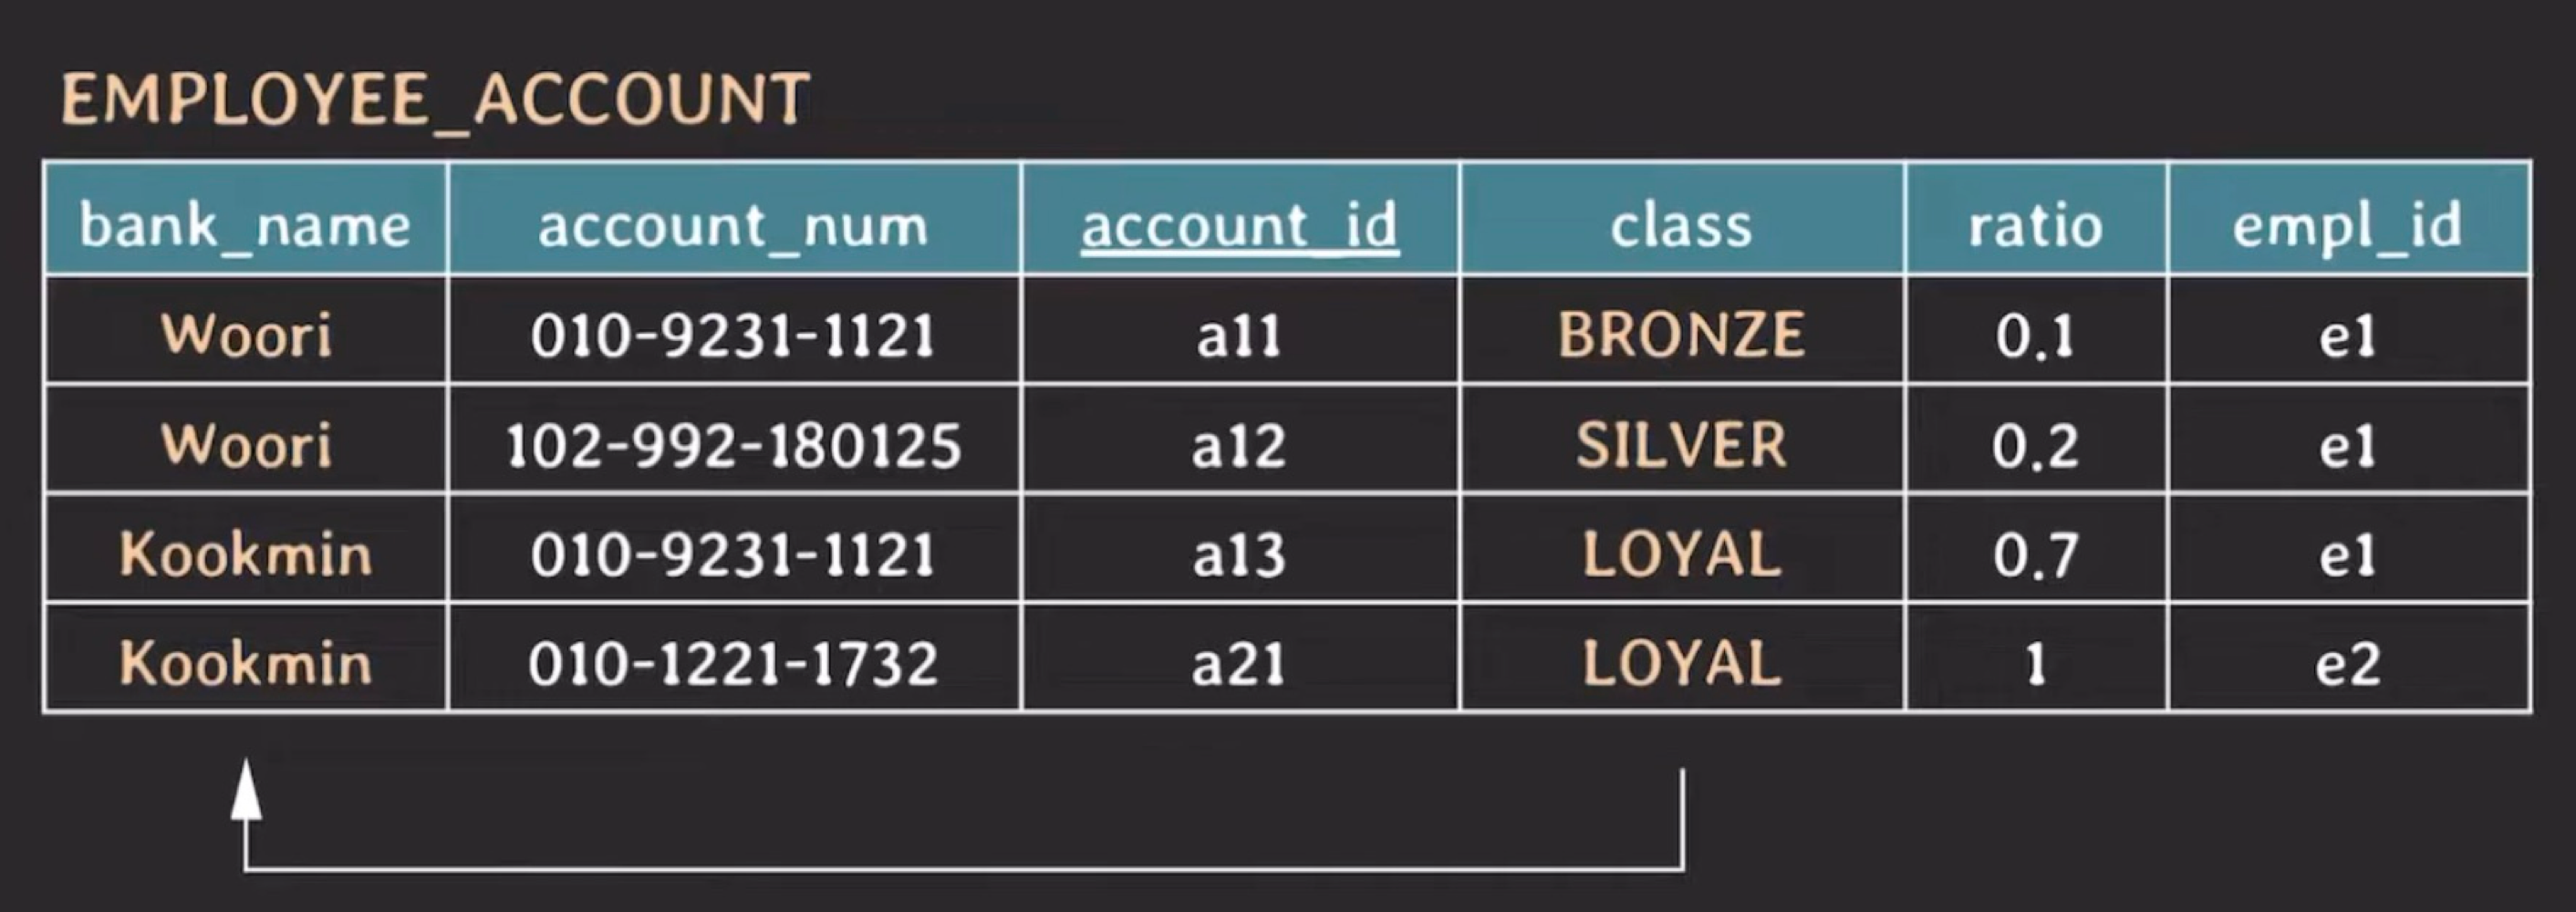 EMPLOYEE_ACCOUNT
bank_name account_num account_id class ratio empl_id
Woori 010-9231-1121 a11 BRONZE 0.1 e1
Woori 102-992-180125 a12 SILVER 0.2 e1
Kookmin 010-9231-1121 a13 LOYAL 0.7 e1
Kookmin 010-1221-1732 a21 LOYAL 1 e2